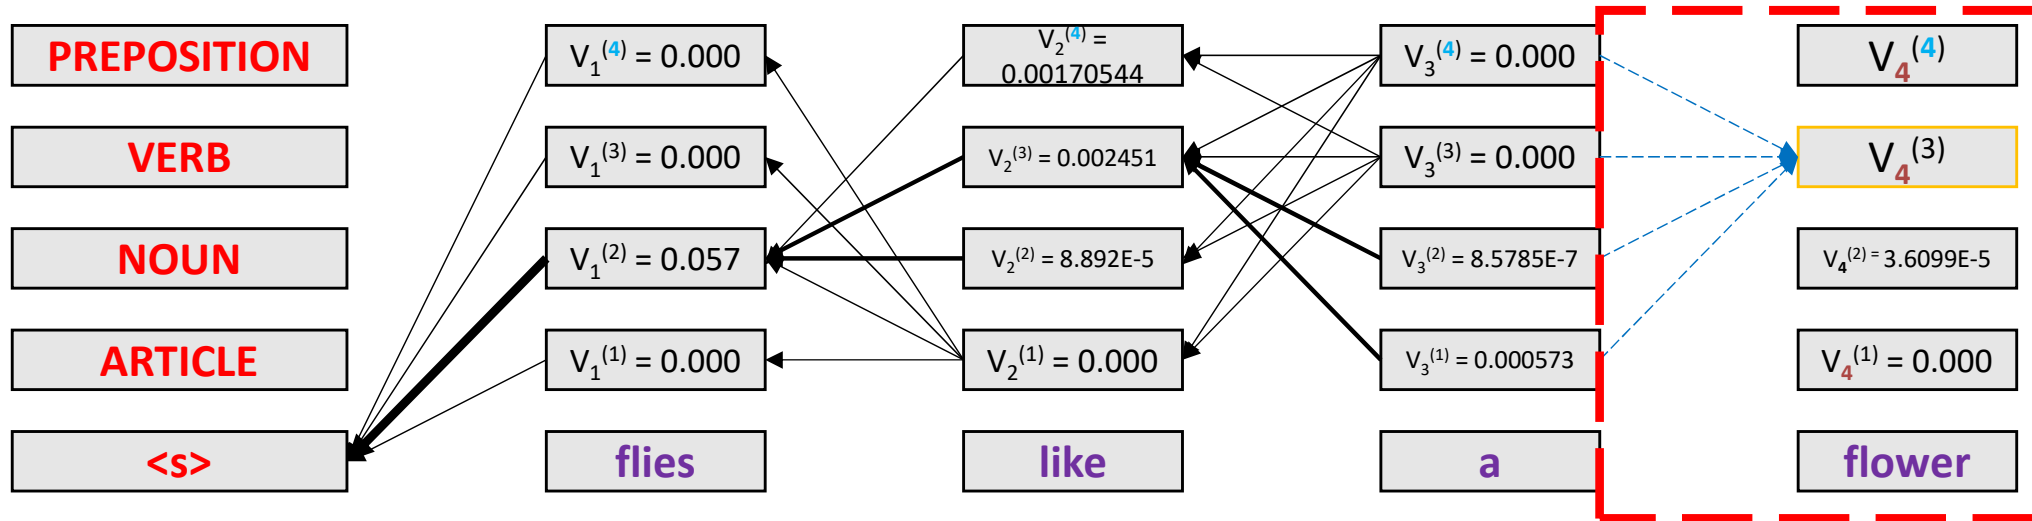 PREPOSITION
V₁⁽⁴⁾ = 0.000
V₂⁽⁴⁾ =
0.00170544
V₃⁽⁴⁾ = 0.000
V₄⁽⁴⁾
VERB
V₁⁽³⁾ = 0.000
V₂⁽³⁾ = 0.002451
V₃⁽³⁾ = 0.000
V₄⁽³⁾
NOUN
V₁⁽²⁾ = 0.057
V₂⁽²⁾ = 8.892E-5
V₃⁽²⁾ = 8.5785E-7
V₄⁽²⁾ = 3.6099E-5
ARTICLE
V₁⁽¹⁾ = 0.000
V₂⁽¹⁾ = 0.000
V₃⁽¹⁾ = 0.000573
V₄⁽¹⁾ = 0.000
<s>
flies
like
a
flower